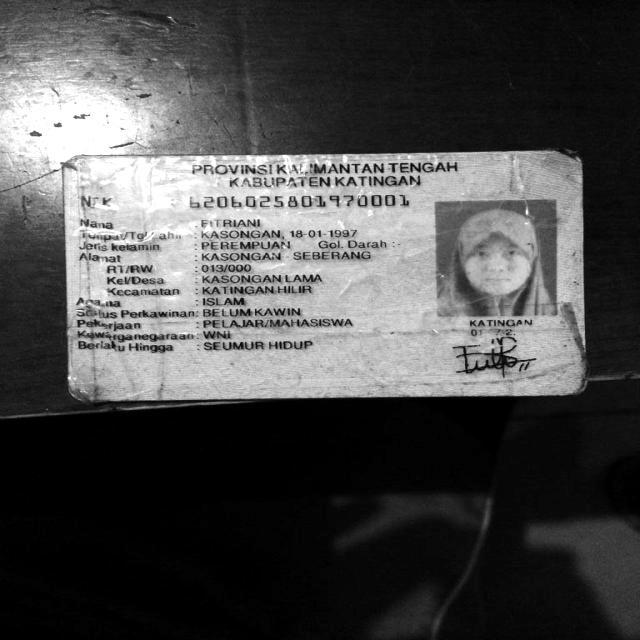 PROVINSI KALIMANTAN TENGAH
KABUPATEN KATINGAN
NIK : 6206025801970001
Nama : FITRIANI
Tempat/Tgl Lahir : KASONGAN, 18-01-1997
Jenis Kelamin : PEREMPUAN Gol. Darah : -
Alamat : KASONGAN SEBERANG
RT/RW : 013/000
Kel/Desa : KASONGAN LAMA
Kecamatan : KATINGAN HILIR
Agama : ISLAM
Status Perkawinan: BELUM KAWIN
Pekerjaan : PELAJAR/MAHASISWA
Kewarganegaraan: WNI
Berlaku Hingga : SEUMUR HIDUP
KATINGAN